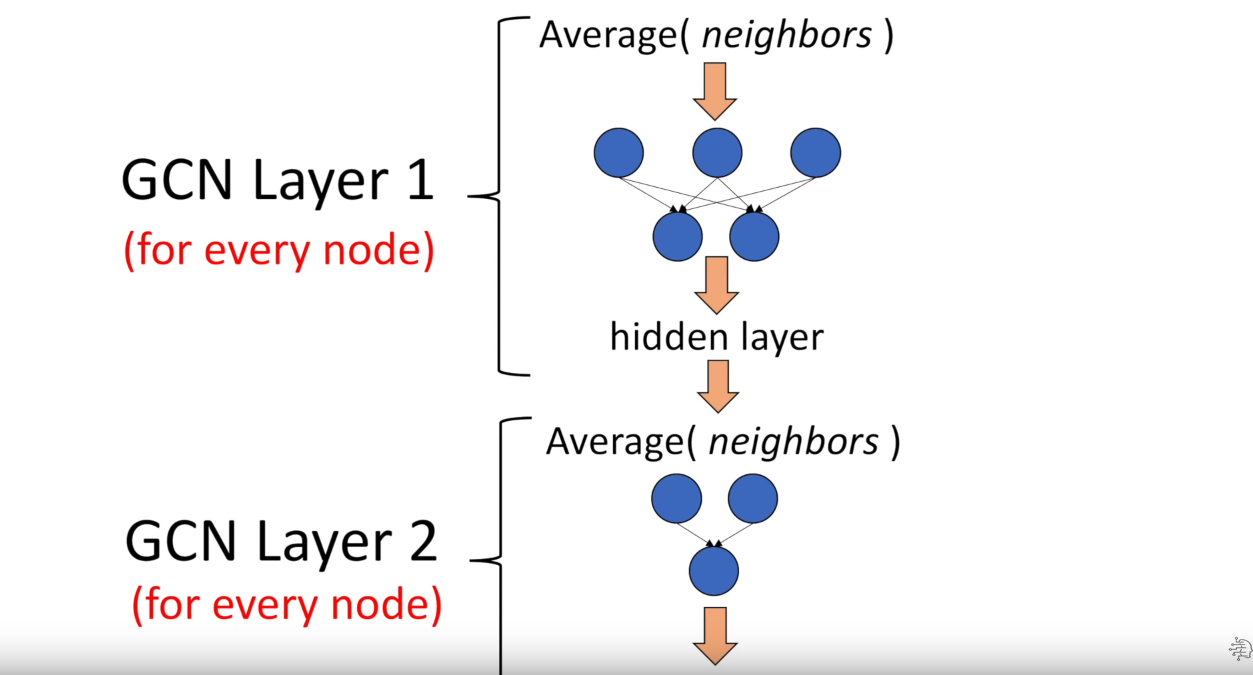 Average( neighbors )
GCN Layer 1
(for every node)
hidden layer
Average( neighbors )
GCN Layer 2
(for every node)